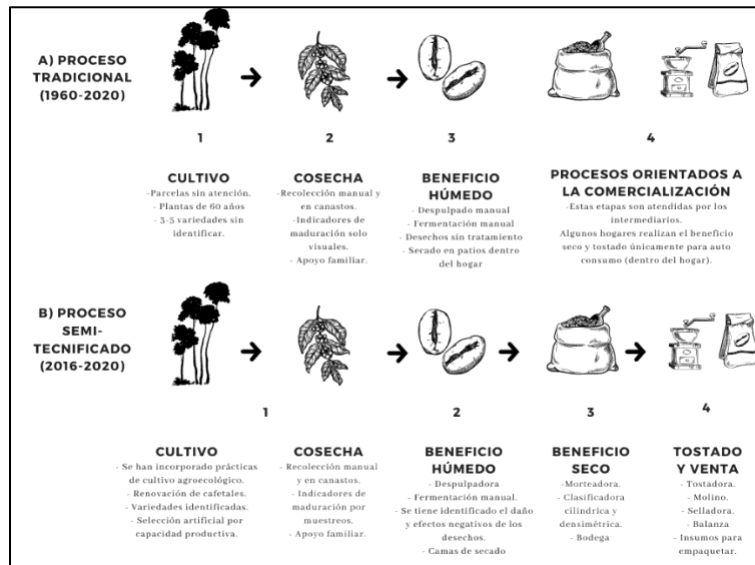 A) PROCESO
TRADICIONAL
(1960-2020)
1
2
3
4
CULTIVO
-Parcelas sin atención.
- Plantas de 60 años
- 3-5 variedades sin
identificar.
COSECHA
-Recolección manual y
en canastos.
-Indicadores de
maduración solo
visuales.
- Apoyo familiar.
BENEFICIO
HÚMEDO
- Despulpado manual
- Fermentación manual
- Desechos sin tratamiento
- Secado en patios dentro
del hogar
PROCESOS ORIENTADOS A
LA COMERCIALIZACIÓN
-Estas etapas son atendidas por los
intermediarios.
Algunos hogares realizan el beneficio
seco y tostado únicamente para auto
consumo (dentro del hogar).
B) PROCESO
SEMI-
TECNIFICADO
(2016-2020)
1
2
3
4
CULTIVO
- Se han incorporado prácticas
de cultivo agroecológico.
- Renovación de cafetales.
- Variedades identificadas.
- Selección artificial por
capacidad productiva.
COSECHA
- Recolección manual y
en canastos.
- Indicadores de
maduración por
muestreos.
- Apoyo familiar.
BENEFICIO
HÚMEDO
- Despulpadora
- Fermentación manual.
- Se tiene identificado el daño
y efectos negativos de los
desechos.
- Camas de secado
BENEFICIO
SECO
-Morteadora.
- Clasificadora
cilíndrica y
densimétrica.
- Bodega
TOSTADO
Y VENTA
- Tostadora.
- Molino.
- Selladora.
- Balanza
- Insumos para
empaquetar.